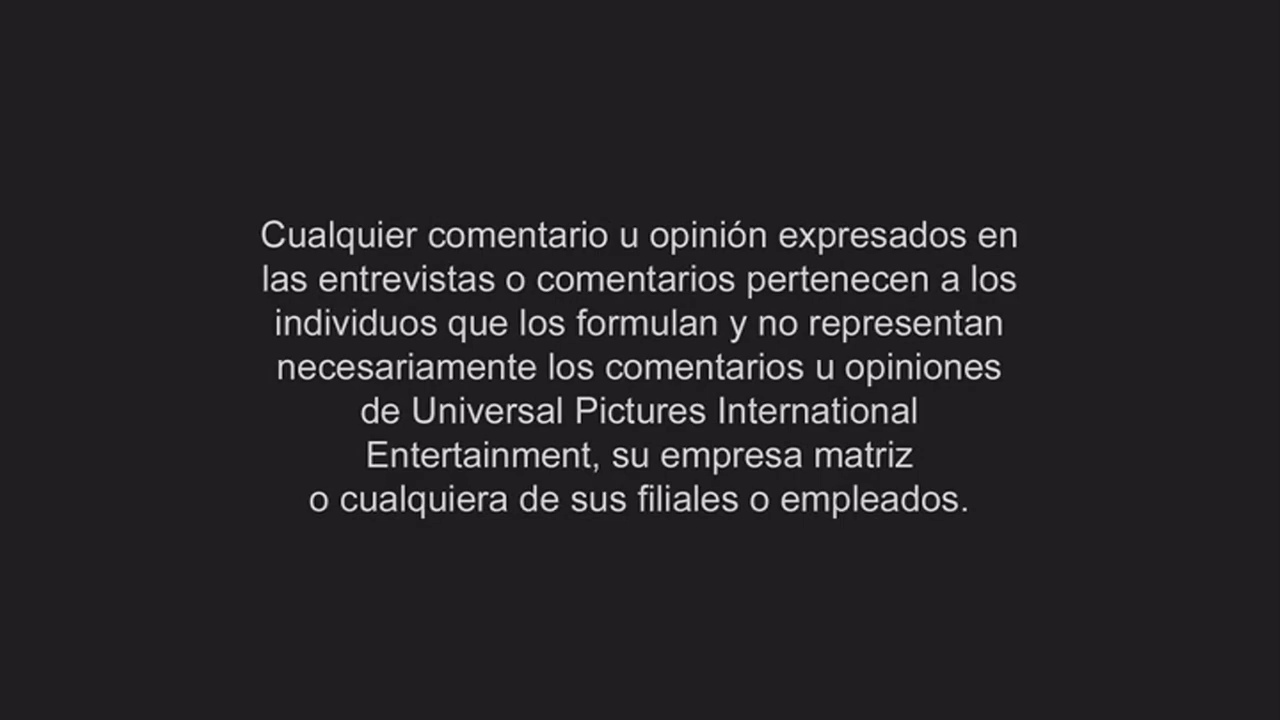 Cualquier comentario u opinión expresados en
las entrevistas o comentarios pertenecen a los
individuos que los formulan y no representan
necesariamente los comentarios u opiniones
de Universal Pictures International
Entertainment, su empresa matriz
o cualquiera de sus filiales o empleados.